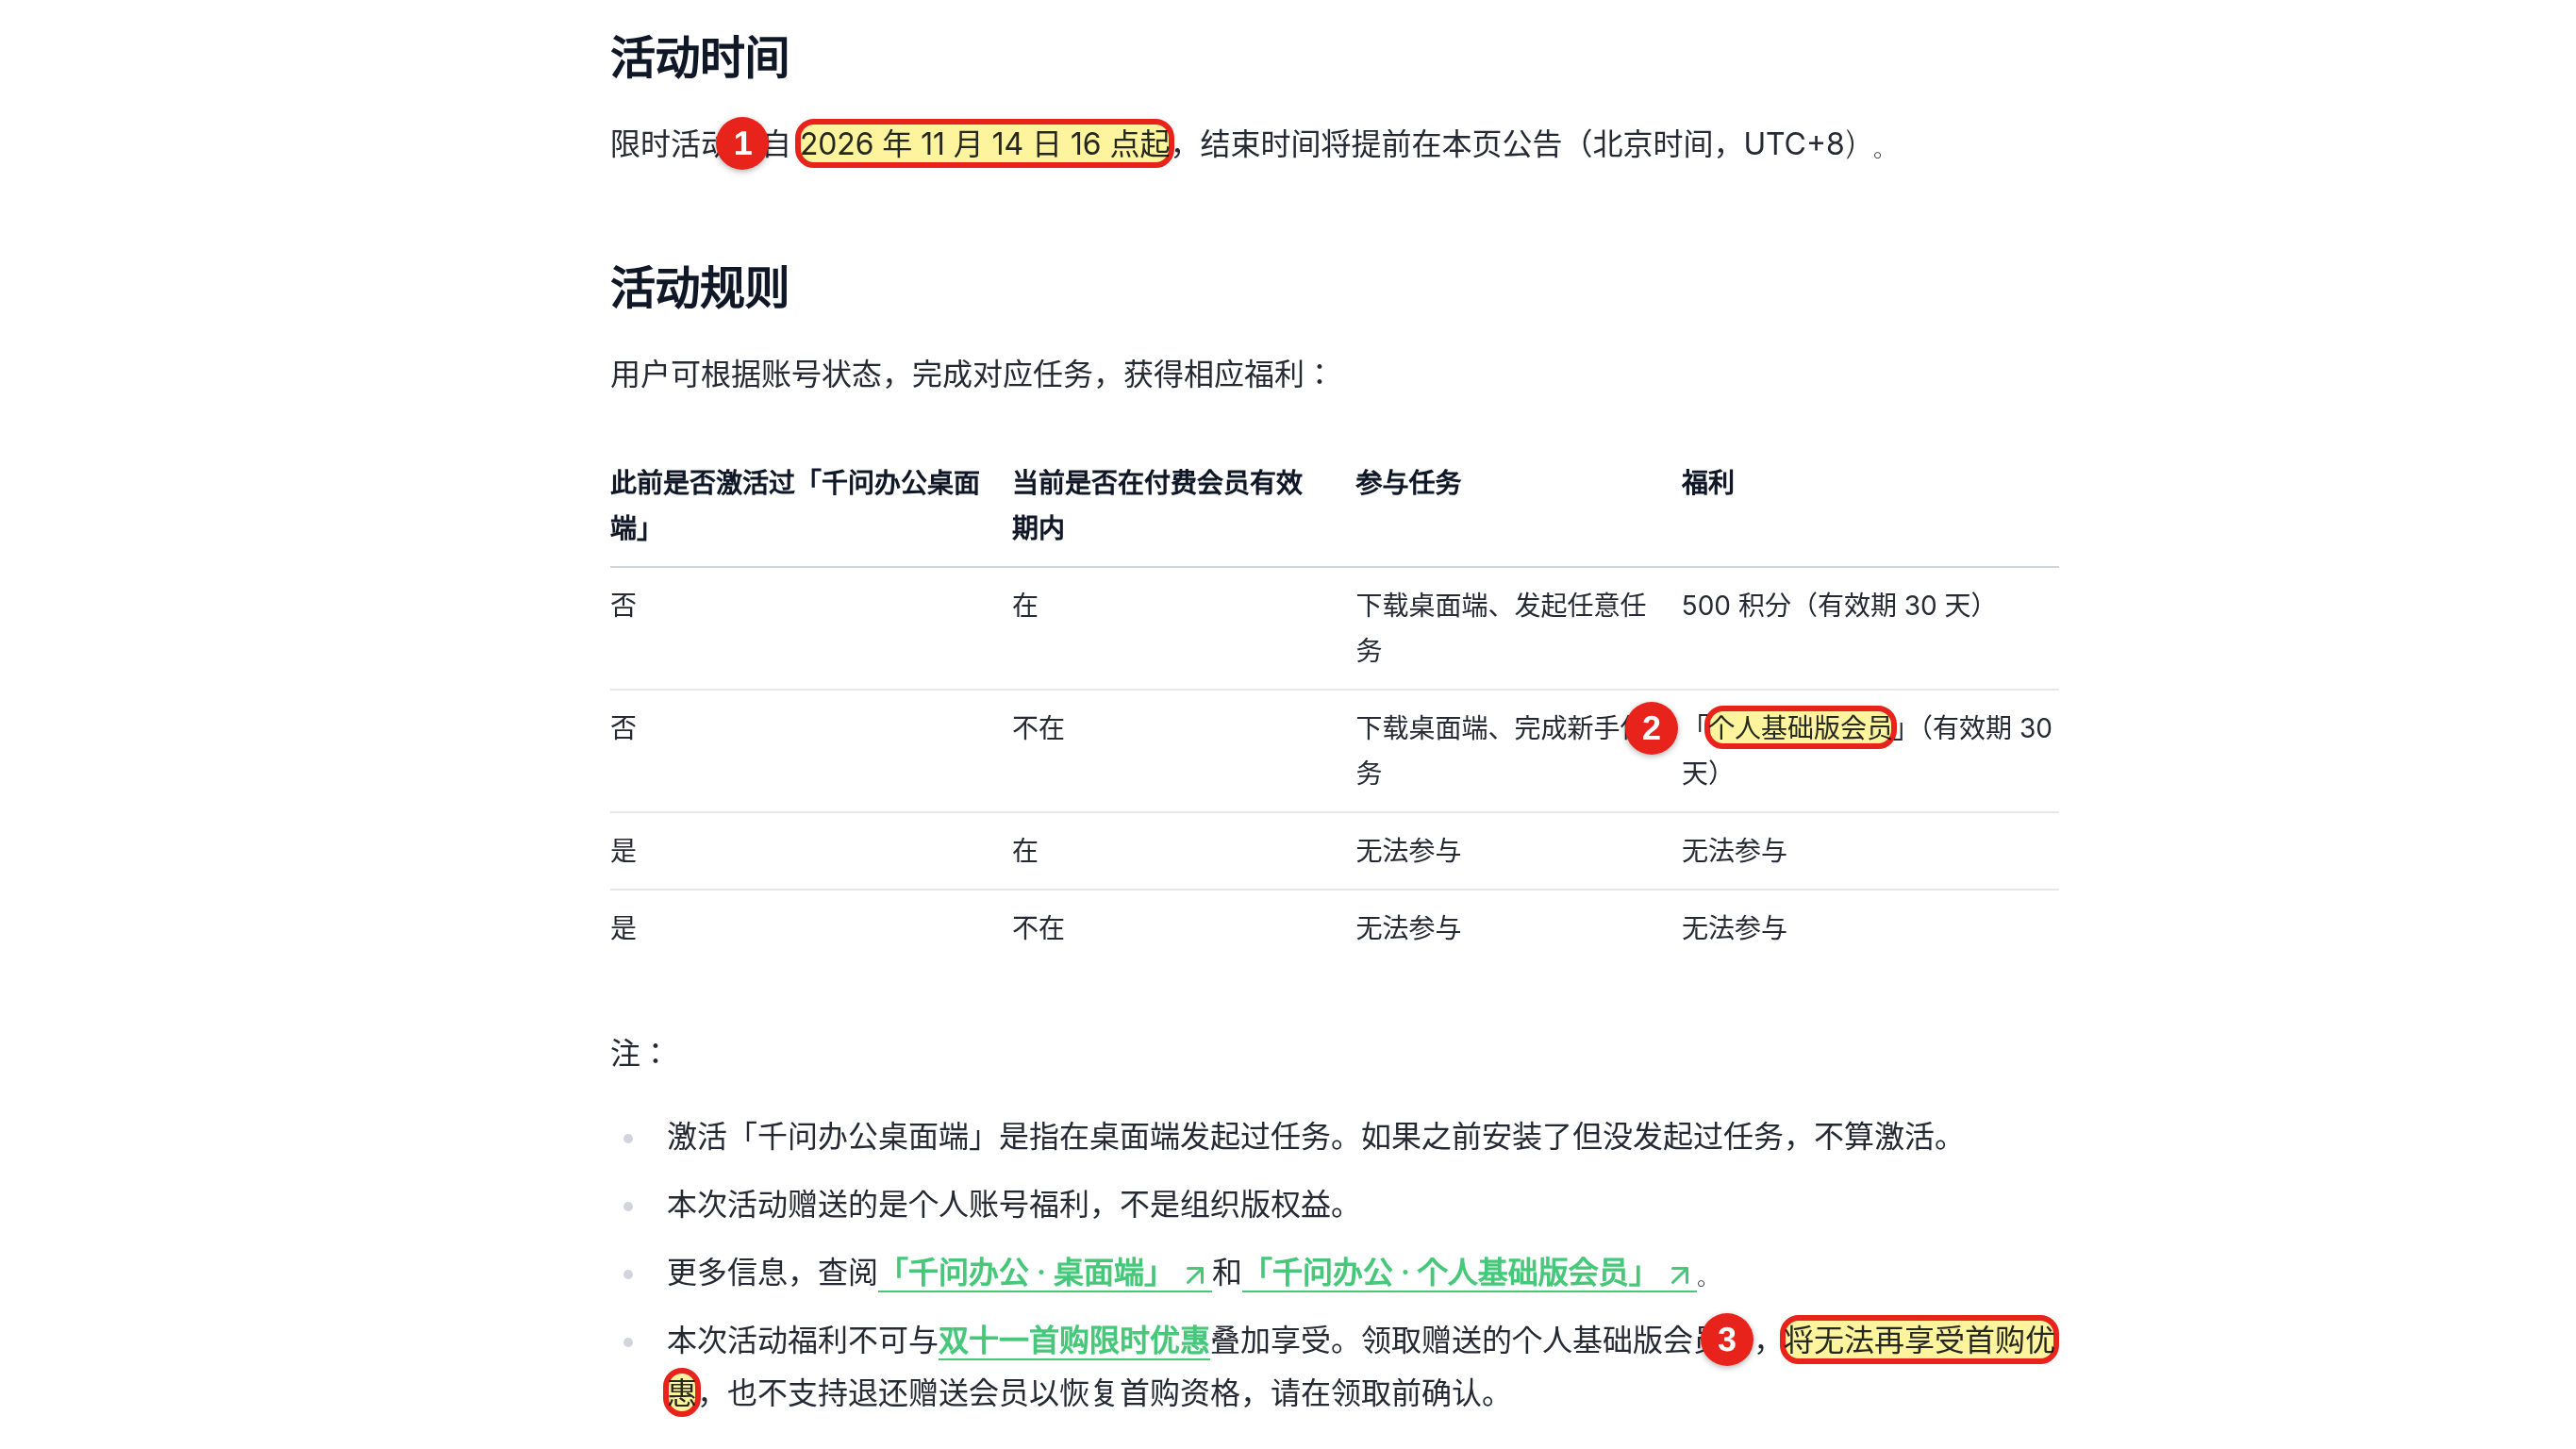 活动时间
1
限时活动自 2026 年 11 月 14 日 16 点起，结束时间将提前在本页公告（北京时间，UTC+8）。
活动规则
用户可根据账号状态，完成对应任务，获得相应福利：
此前是否激活过「千问办公桌面端」 当前是否在付费会员有效期内 参与任务 福利
否 在 下载桌面端、发起任意任务 500 积分（有效期 30 天）
2
否 不在 下载桌面端、完成新手任务 「个人基础版会员」（有效期 30 天）
是 在 无法参与 无法参与
是 不在 无法参与 无法参与
注：
激活「千问办公桌面端」是指在桌面端发起过任务。如果之前安装了但没发起过任务，不算激活。
本次活动赠送的是个人账号福利，不是组织版权益。
更多信息，查阅「千问办公 · 桌面端」和「千问办公 · 个人基础版会员」。
3
本次活动福利不可与双十一首购限时优惠叠加享受。领取赠送的个人基础版会员，将无法再享受首购优
惠，也不支持退还赠送会员以恢复首购资格，请在领取前确认。